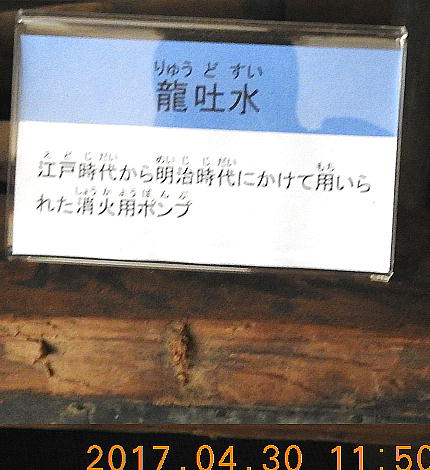 りゅうどすい
龍吐水
えどじだい めいじじだい もち
江戸時代から明治時代にかけて用いら
しょうかようぽんぷ
れた消火用ポンプ
2017.04.30 11:50